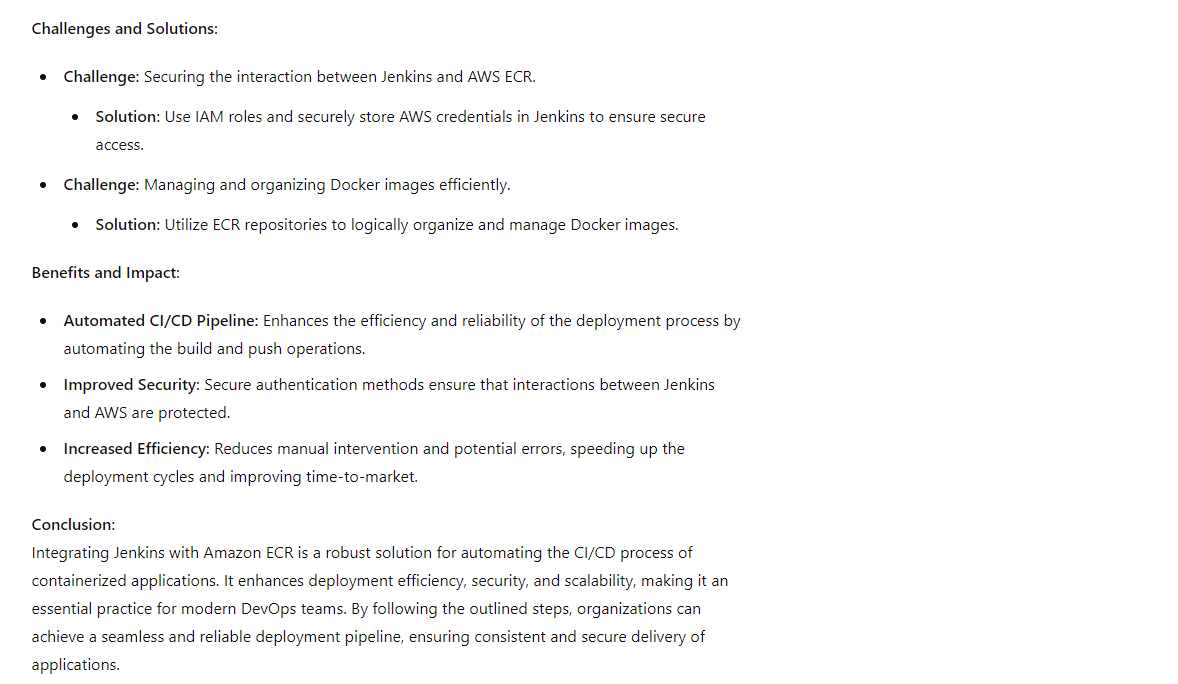 Challenges and Solutions:
• Challenge: Securing the interaction between Jenkins and AWS ECR.
• Solution: Use IAM roles and securely store AWS credentials in Jenkins to ensure secure
access.
• Challenge: Managing and organizing Docker images efficiently.
• Solution: Utilize ECR repositories to logically organize and manage Docker images.
Benefits and Impact:
• Automated CI/CD Pipeline: Enhances the efficiency and reliability of the deployment process by
automating the build and push operations.
• Improved Security: Secure authentication methods ensure that interactions between Jenkins
and AWS are protected.
• Increased Efficiency: Reduces manual intervention and potential errors, speeding up the
deployment cycles and improving time-to-market.
Conclusion:
Integrating Jenkins with Amazon ECR is a robust solution for automating the CI/CD process of
containerized applications. It enhances deployment efficiency, security, and scalability, making it an
essential practice for modern DevOps teams. By following the outlined steps, organizations can
achieve a seamless and reliable deployment pipeline, ensuring consistent and secure delivery of
applications.